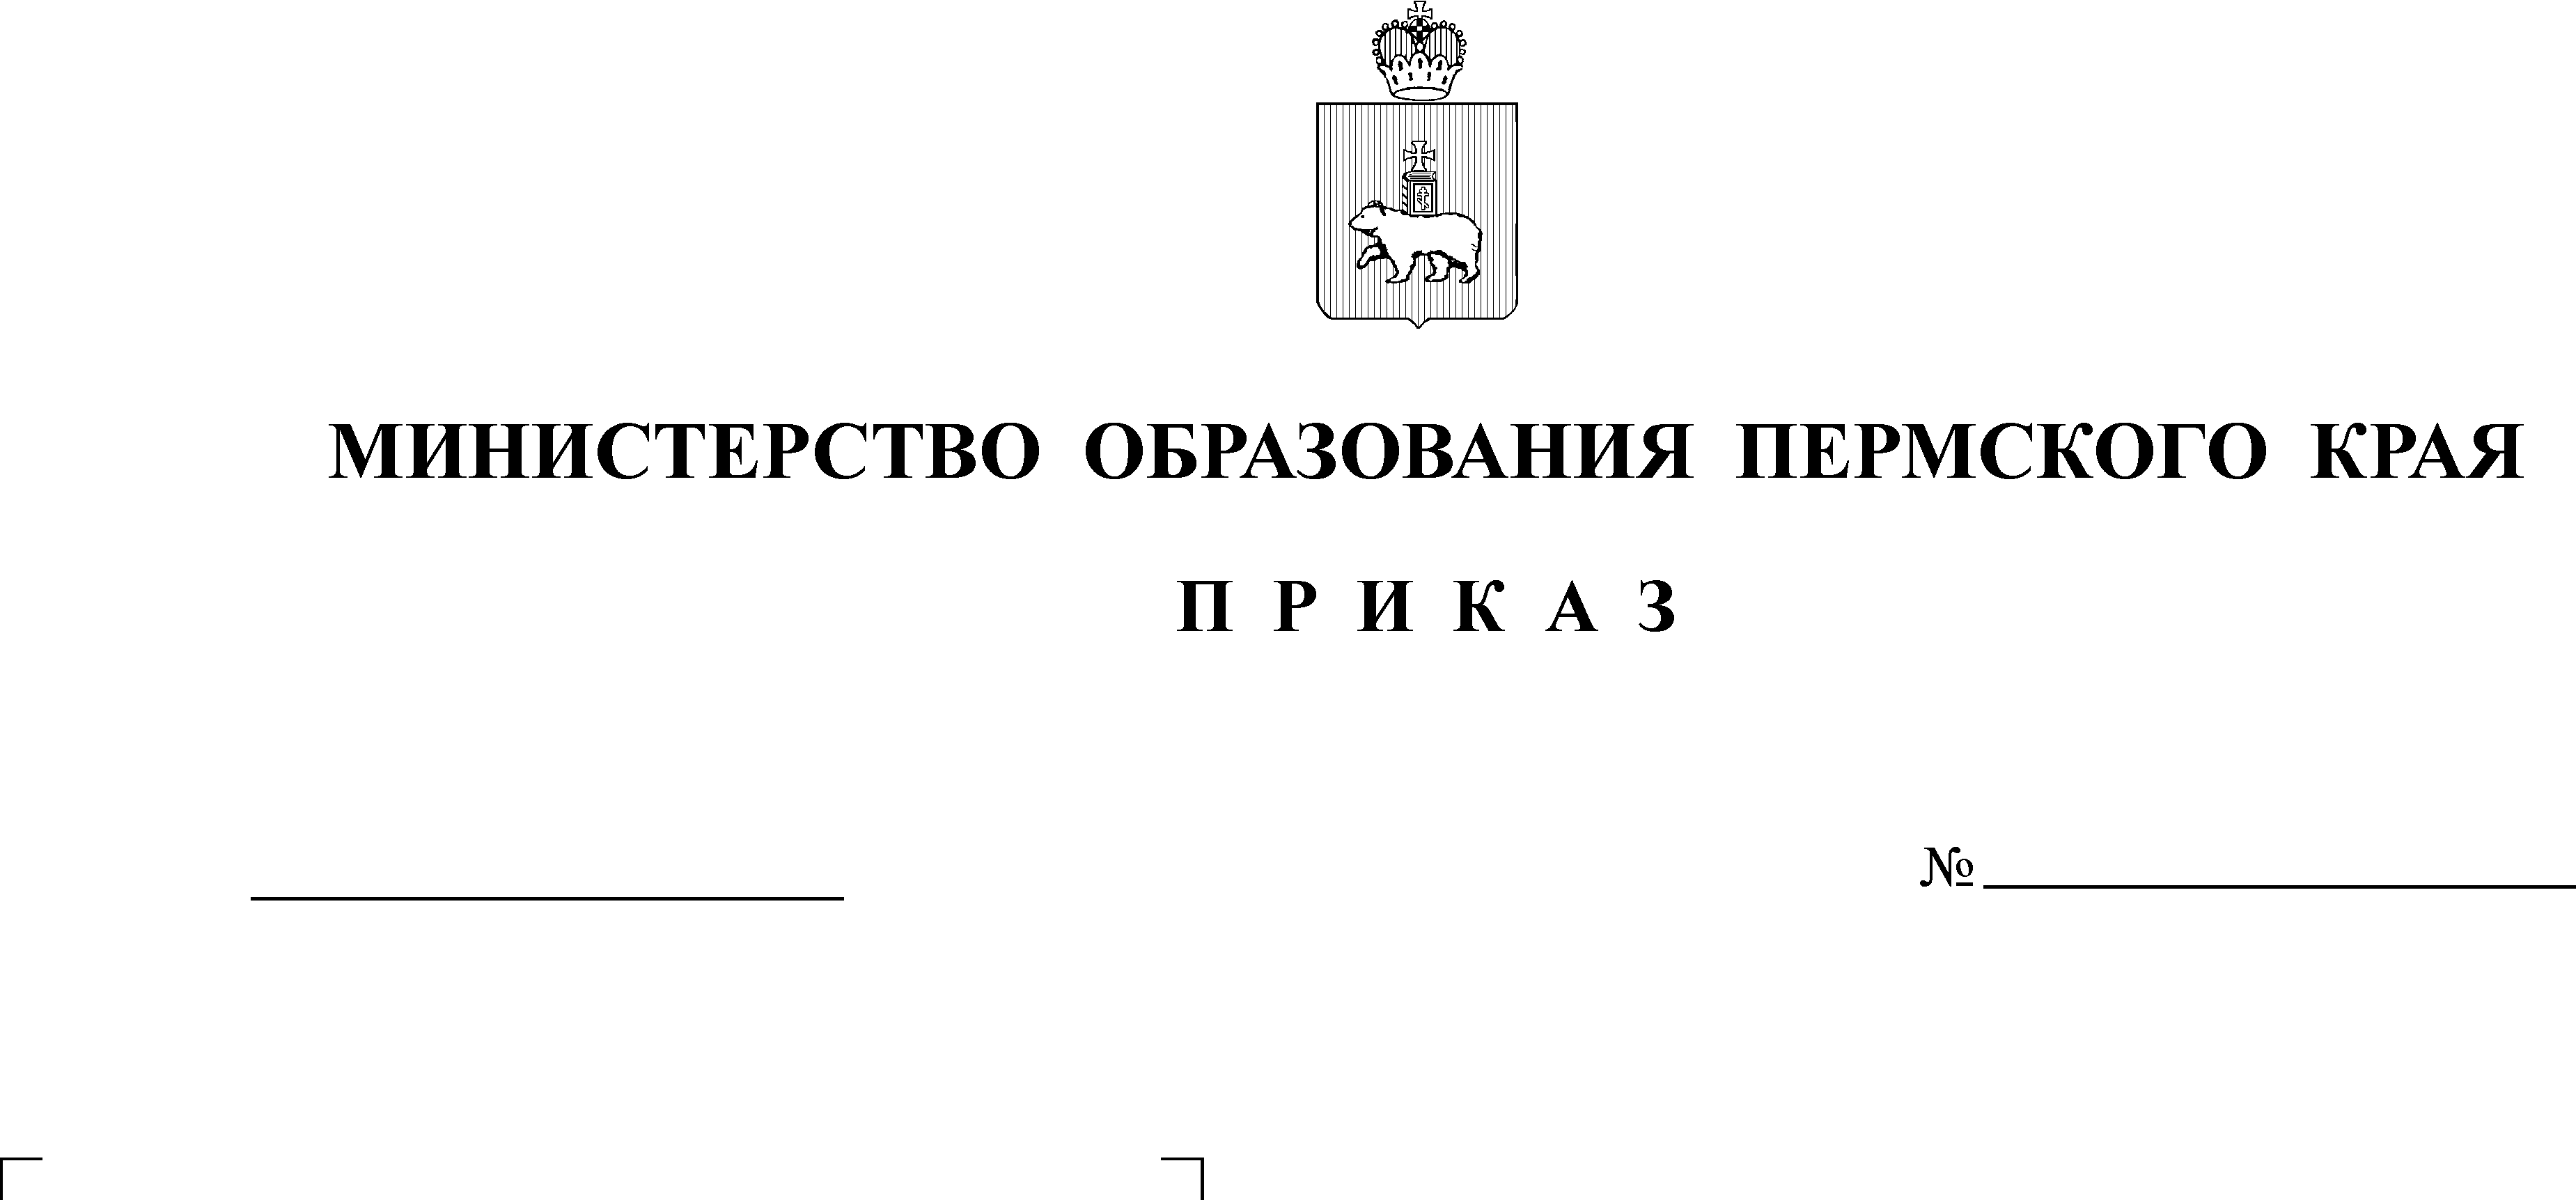 МИНИСТЕРСТВО ОБРАЗОВАНИЯ ПЕРМСКОГО КРАЯ
П Р И К А З
№